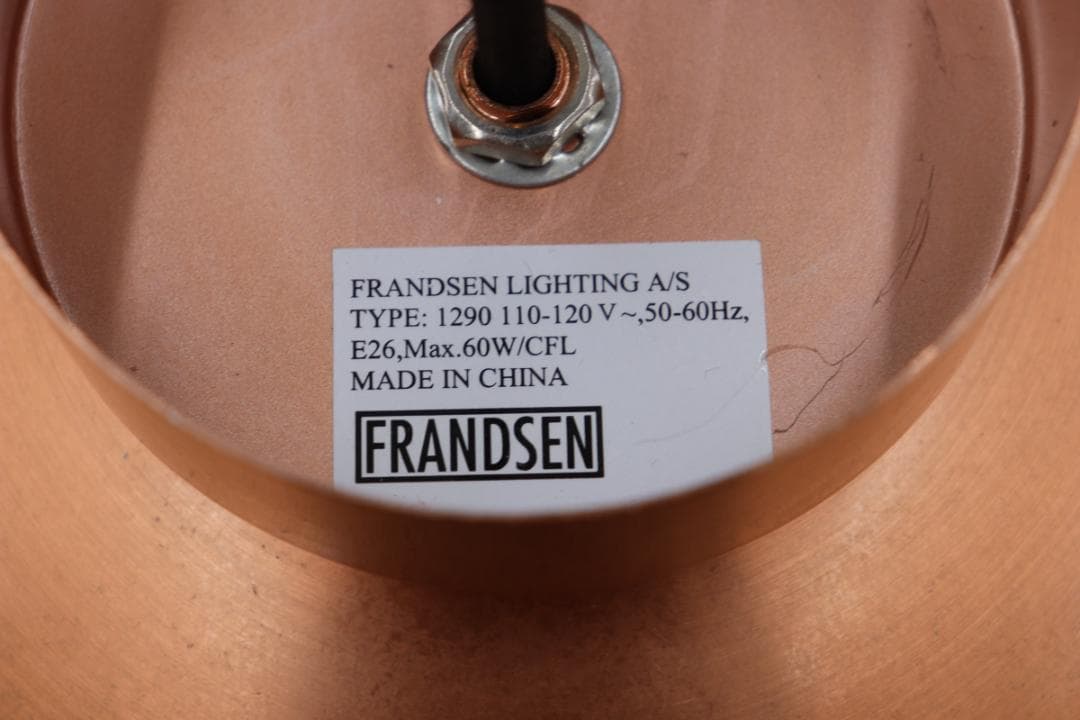 FRANDSEN LIGHTING A/S
TYPE: 1290 110-120 V~,50-60Hz,
E26,Max.60W/CFL
MADE IN CHINA
FRANDSEN